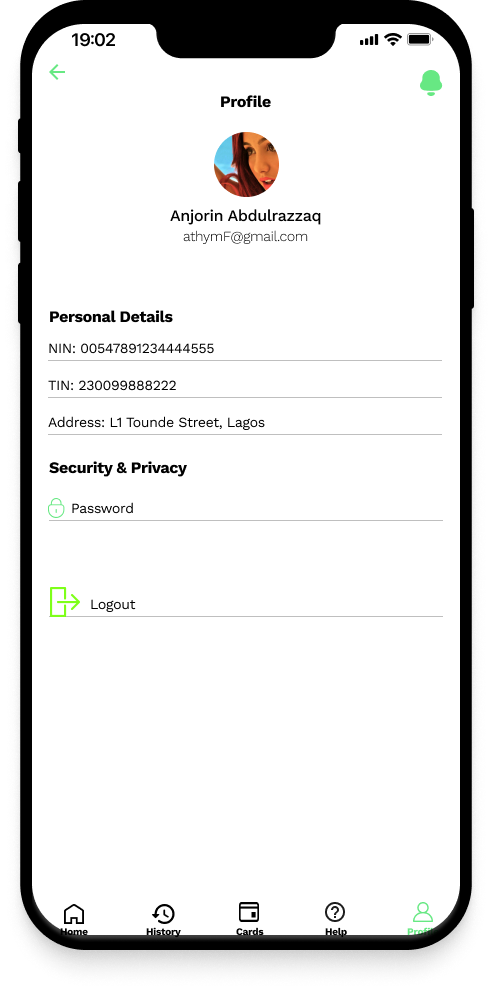 19:02
Profile
Anjorin Abdulrazzaq
athymF@gmail.com
Personal Details
NIN: 00547891234444555
TIN: 230099888222
Address: L1 Tounde Street, Lagos
Security & Privacy
Password
Logout
Home History Cards Help Profile